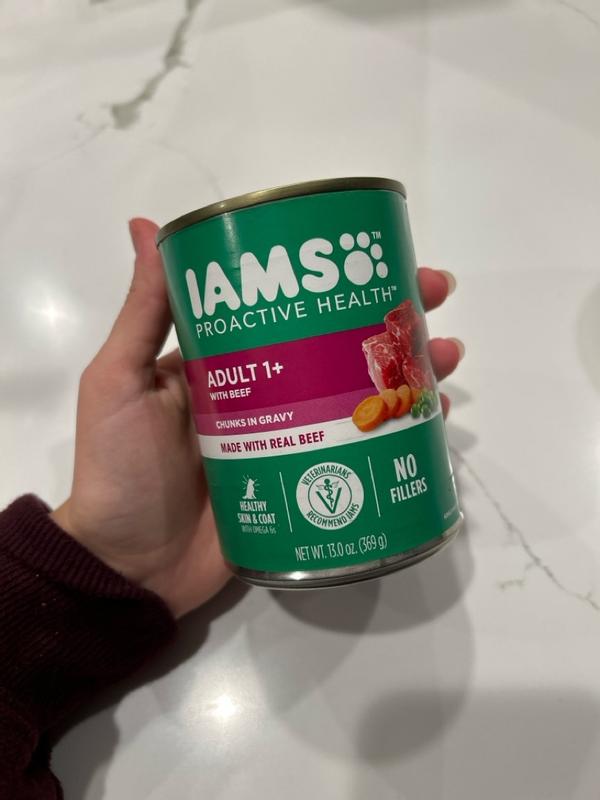 IAMS™
PROACTIVE HEALTH™
ADULT 1+
WITH BEEF
CHUNKS IN GRAVY
MADE WITH REAL BEEF
HEALTHY
SKIN & COAT
WITH OMEGA 6s
VETERINARIANS
RECOMMEND IAMS
NO
FILLERS
NET WT. 13.0 oz. (369 g)